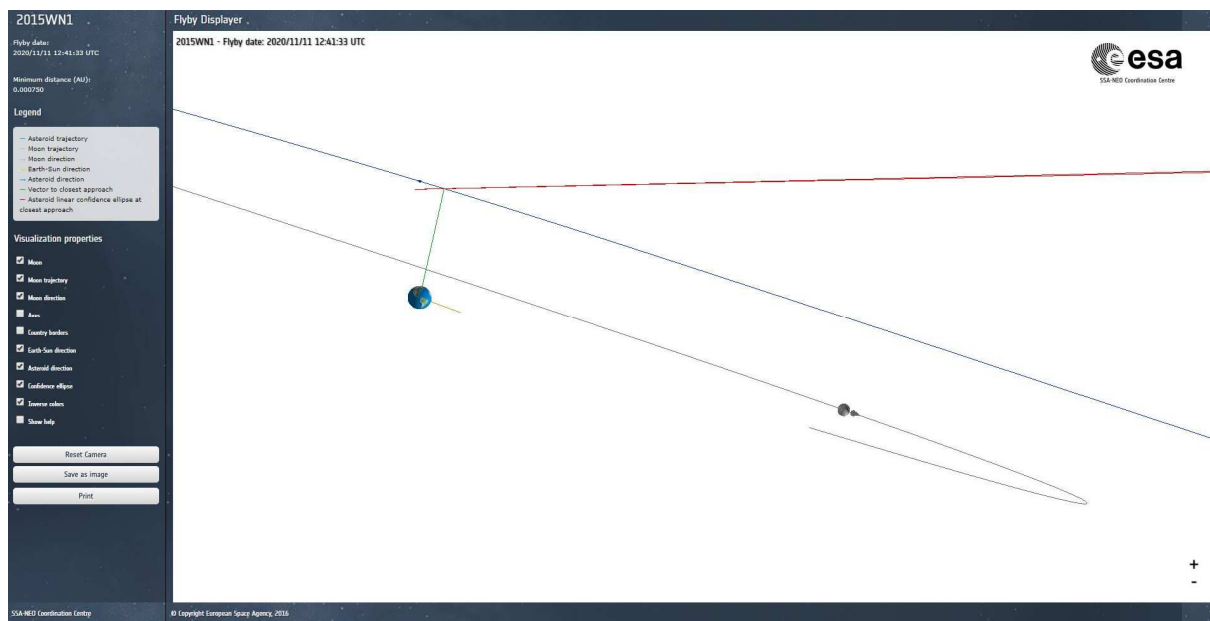 2015WN1
Flyby date:
2020/11/11 12:41:33 UTC
Minimum distance (AU):
0.000750
Legend
Asteroid trajectory
Moon trajectory
Moon direction
Earth-Sun direction
Asteroid direction
Vector to closest approach
Asteroid linear confidence ellipse at
closest approach
Visualization properties
Moon
Moon trajectory
Moon direction
Axes
Country borders
Earth-Sun direction
Asteroid direction
Confidence ellipse
Inverse colors
Show help
Reset Camera
Save as image
Print
SSA-NEO Coordination Centre
Flyby Displayer
2015WN1 - Flyby date: 2020/11/11 12:41:33 UTC
esa
SSA-NEO Coordination Centre
+
-
© Copyright European Space Agency, 2016